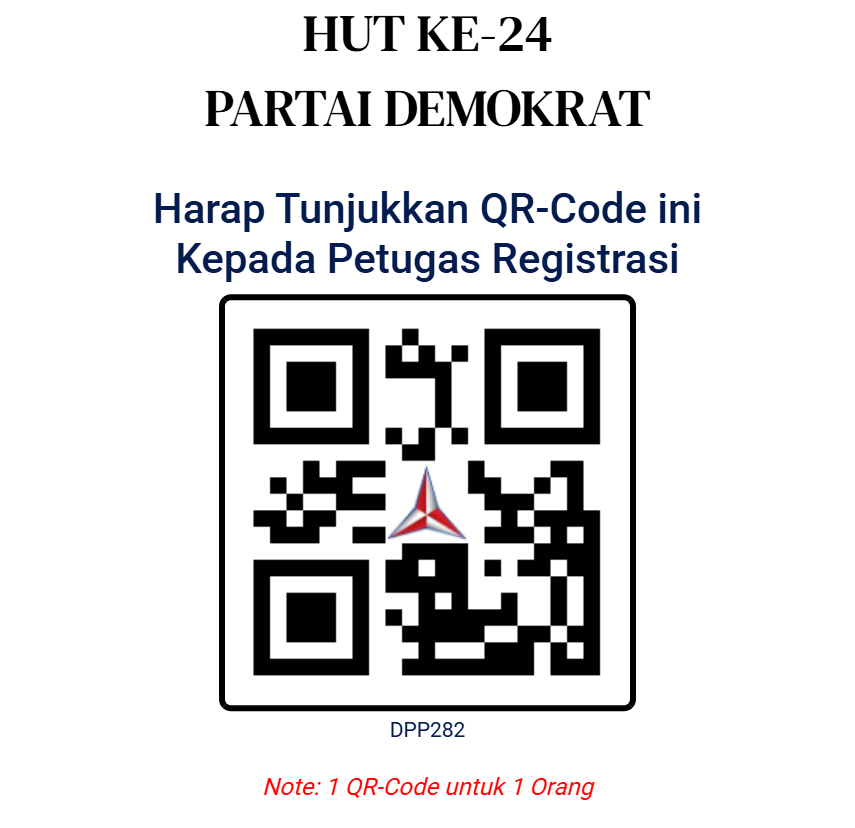 HUT KE-24
PARTAI DEMOKRAT
Harap Tunjukkan QR-Code ini
Kepada Petugas Registrasi
DPP282
Note: 1 QR-Code untuk 1 Orang